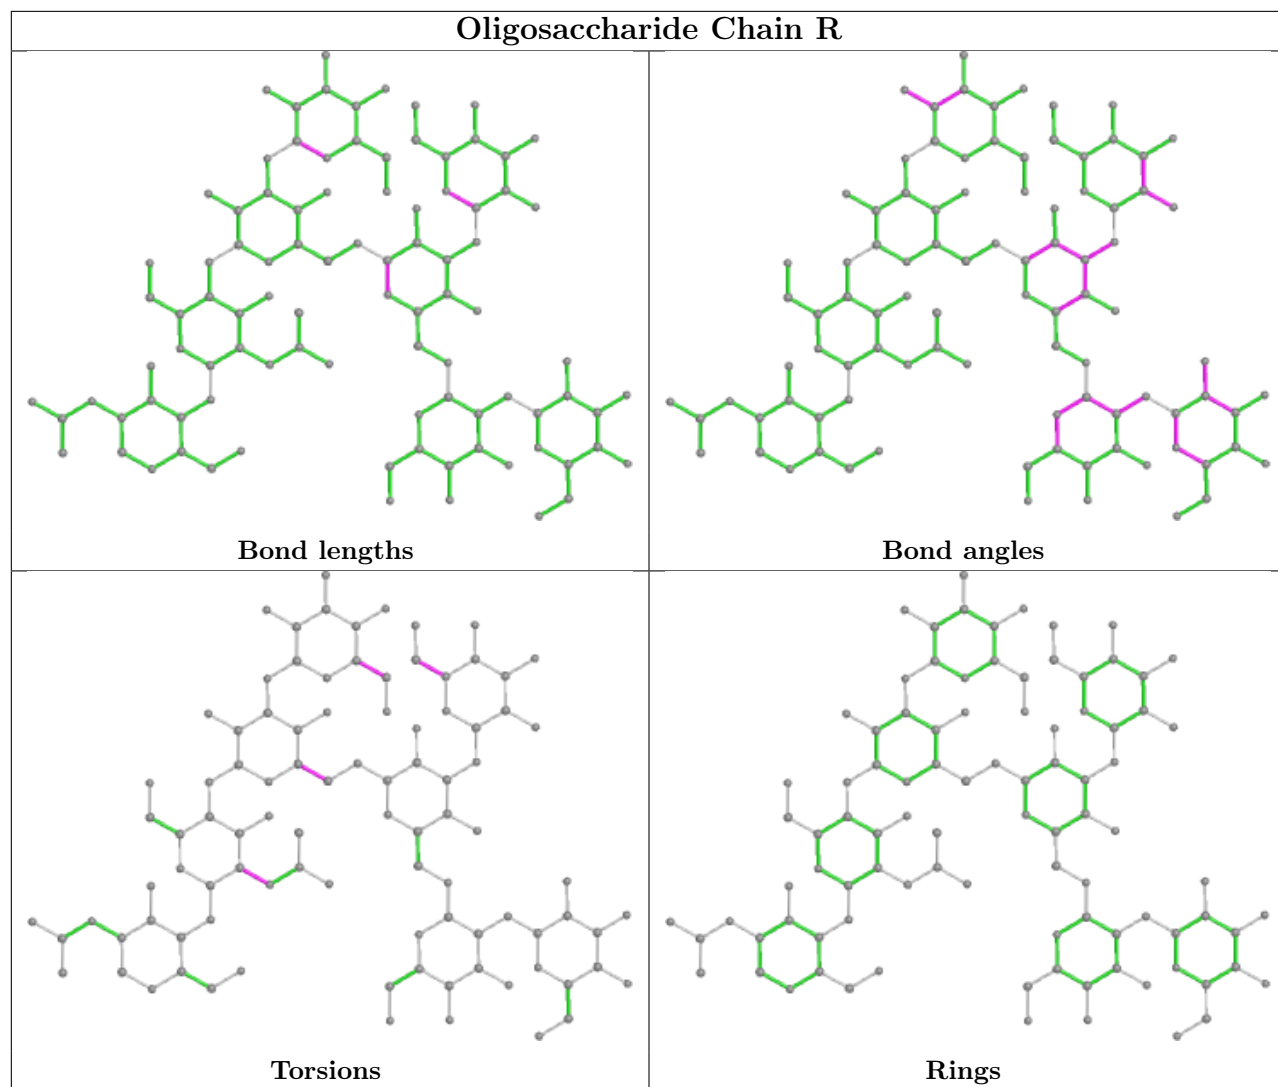 Oligosaccharide Chain R
Bond lengths
Bond angles
Torsions
Rings